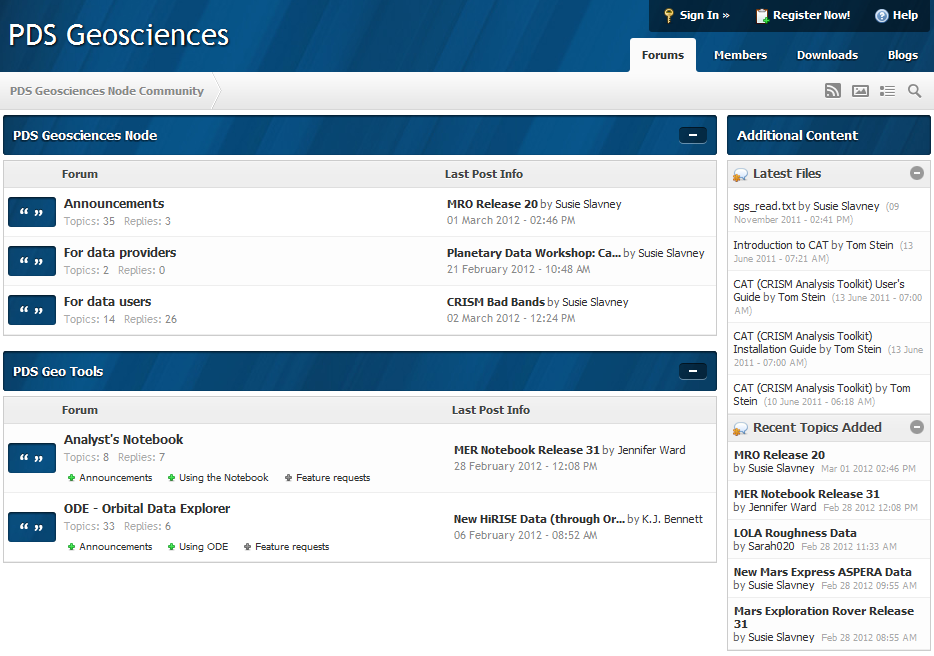 PDS Geosciences
Sign In »
Register Now!
Help
Forums
Members
Downloads
Blogs
PDS Geosciences Node Community
PDS Geosciences Node
Forum
Last Post Info
Announcements
Topics: 35 Replies: 3
MRO Release 20 by Susie Slavney
01 March 2012 - 02:46 PM
For data providers
Topics: 2 Replies: 0
Planetary Data Workshop: Ca... by Susie Slavney
21 February 2012 - 10:48 AM
For data users
Topics: 14 Replies: 26
CRISM Bad Bands by Susie Slavney
02 March 2012 - 12:24 PM
PDS Geo Tools
Forum
Last Post Info
Analyst's Notebook
Topics: 8 Replies: 7
Announcements
Using the Notebook
Feature requests
MER Notebook Release 31 by Jennifer Ward
28 February 2012 - 12:08 PM
ODE - Orbital Data Explorer
Topics: 33 Replies: 6
Announcements
Using ODE
Feature requests
New HiRISE Data (through Or... by K.J. Bennett
06 February 2012 - 08:52 AM
Additional Content
Latest Files
sgs_read.txt by Susie Slavney (09
November 2011 - 02:41 PM)
Introduction to CAT by Tom Stein (13
June 2011 - 07:21 AM)
CAT (CRISM Analysis Toolkit) User's
Guide by Tom Stein (13 June 2011 - 07:00
AM)
CAT (CRISM Analysis Toolkit)
Installation Guide by Tom Stein (13 June
2011 - 07:00 AM)
CAT (CRISM Analysis Toolkit) by Tom
Stein (10 June 2011 - 06:18 AM)
Recent Topics Added
MRO Release 20
by Susie Slavney Mar 01 2012 02:46 PM
MER Notebook Release 31
by Jennifer Ward Feb 28 2012 12:08 PM
LOLA Roughness Data
by Sarah020 Feb 28 2012 11:33 AM
New Mars Express ASPERA Data
by Susie Slavney Feb 28 2012 09:55 AM
Mars Exploration Rover Release
31
by Susie Slavney Feb 28 2012 08:55 AM